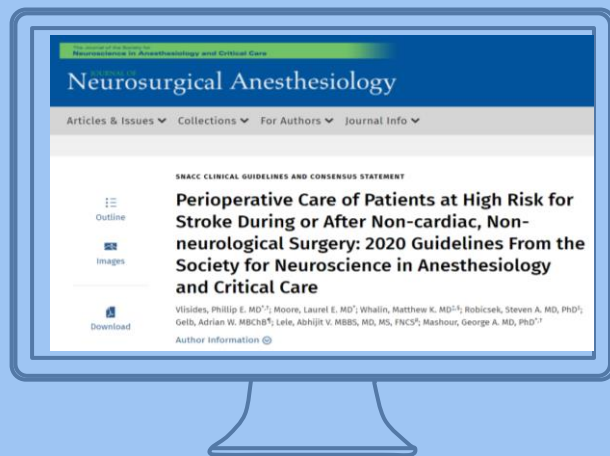 The Journal of the Society for
Neuroscience in Anesthesiology and Critical Care
JOURNAL OF
Neurosurgical Anesthesiology
Articles & Issues Collections For Authors Journal Info
SNACC CLINICAL GUIDELINES AND CONSENSUS STATEMENT
Perioperative Care of Patients at High Risk for
Stroke During or After Non-cardiac, Non-
neurological Surgery: 2020 Guidelines From the
Society for Neuroscience in Anesthesiology
and Critical Care
Outline
Images
Download
Vlisides, Phillip E. MD*,†; Moore, Laurel E. MD*; Whalin, Matthew K. MD‡,§; Robicsek, Steven A. MD, PhD∥;
Gelb, Adrian W. MBChB¶; Lele, Abhijit V. MBBS, MD, MS, FNCS#; Mashour, George A. MD, PhD*,†
Author Information